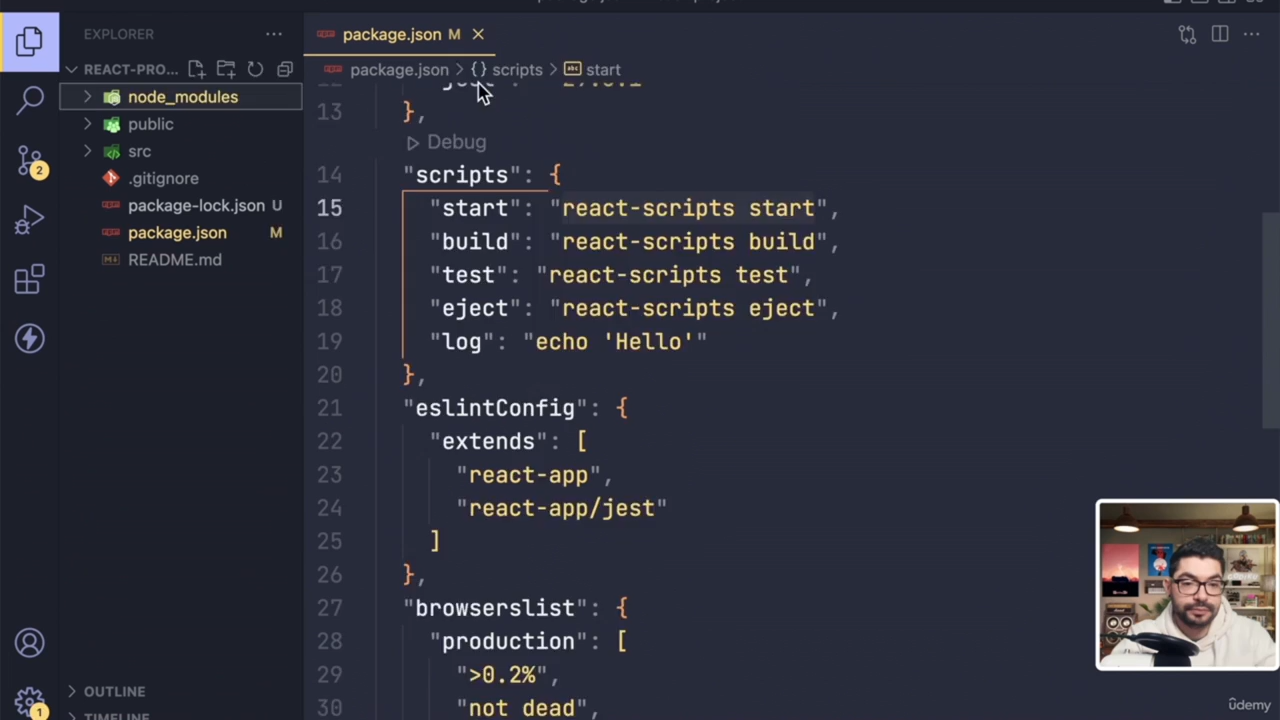 EXPLORER
REACT-PRO...
node_modules
public
src
.gitignore
package-lock.json U
package.json M
README.md
OUTLINE
TIMELINE
2
1
package.json M
package.json > {} scripts > abc start
13 },
Debug
14 "scripts": {
15 "start": "react-scripts start",
16 "build": "react-scripts build",
17 "test": "react-scripts test",
18 "eject": "react-scripts eject",
19 "log": "echo 'Hello'"
20 },
21 "eslintConfig": {
22 "extends": [
23 "react-app",
24 "react-app/jest"
25 ]
26 },
27 "browserslist": {
28 "production": [
29 ">0.2%",
30 "not dead",
ûdemy